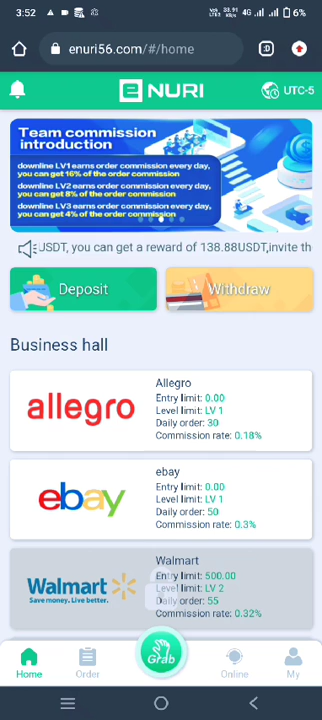 3:52
33.91
KB/s
4G
6%
enuri56.com/#/home
:D
e NURI
UTC-5
Team commission
introduction
downline LV1 earns order commission every day,
you can get 16% of the order commission
downline LV2 earns order commission every day,
you can get 8% of the order commission
downline LV3 earns order commission every day,
you can get 4% of the order commission
USDT, you can get a reward of 138.88USDT,invite th
Deposit
Withdraw
Business hall
allegro
Allegro
Entry limit: 0.00
Level limit: LV 1
Daily order: 30
Commission rate: 0.18%
ebay
ebay
Entry limit: 0.00
Level limit: LV 1
Daily order: 50
Commission rate: 0.3%
Walmart
Save money. Live better.
Walmart
Entry limit: 500.00
Level limit: LV 2
Daily order: 55
Commission rate: 0.32%
Home
Order
Grab
Online
My